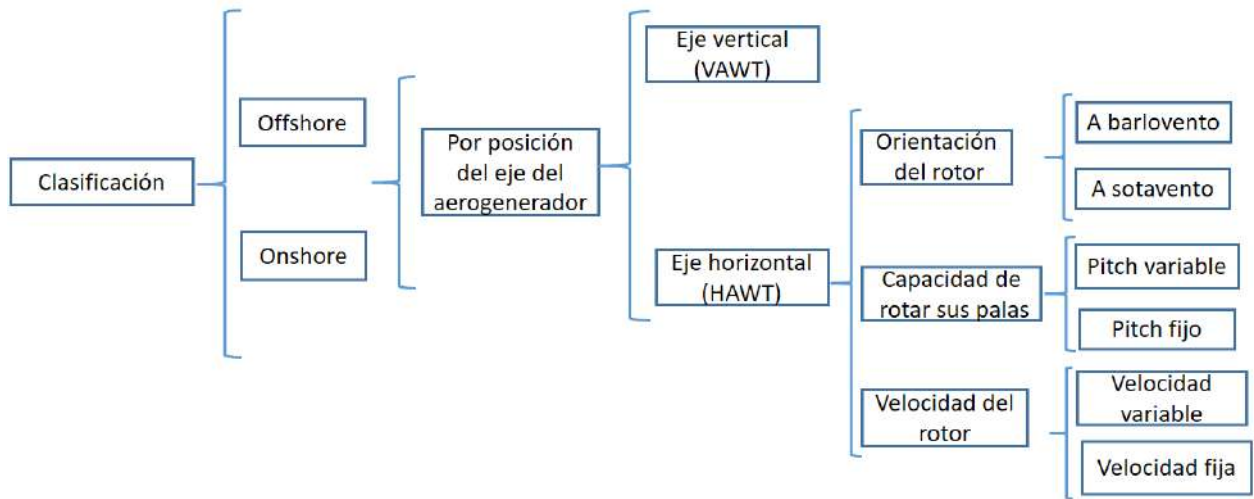 Clasificación
Offshore
Onshore
Por posición
del eje del
aerogenerador
Eje vertical
(VAWT)
Eje horizontal
(HAWT)
Orientación
del rotor
A barlovento
A sotavento
Capacidad de
rotar sus palas
Pitch variable
Pitch fijo
Velocidad del
rotor
Velocidad
variable
Velocidad fija